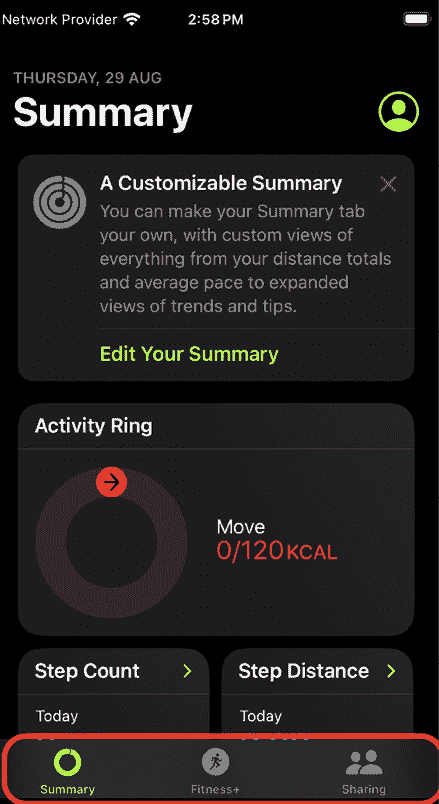 Network Provider 2:58 PM
THURSDAY, 29 AUG
Summary
A Customizable Summary
You can make your Summary tab
your own, with custom views of
everything from your distance totals
and average pace to expanded
views of trends and tips.
Edit Your Summary
Activity Ring
Move
0/120KCAL
Step Count
Step Distance
Today
Today
Summary
Fitness+
Sharing